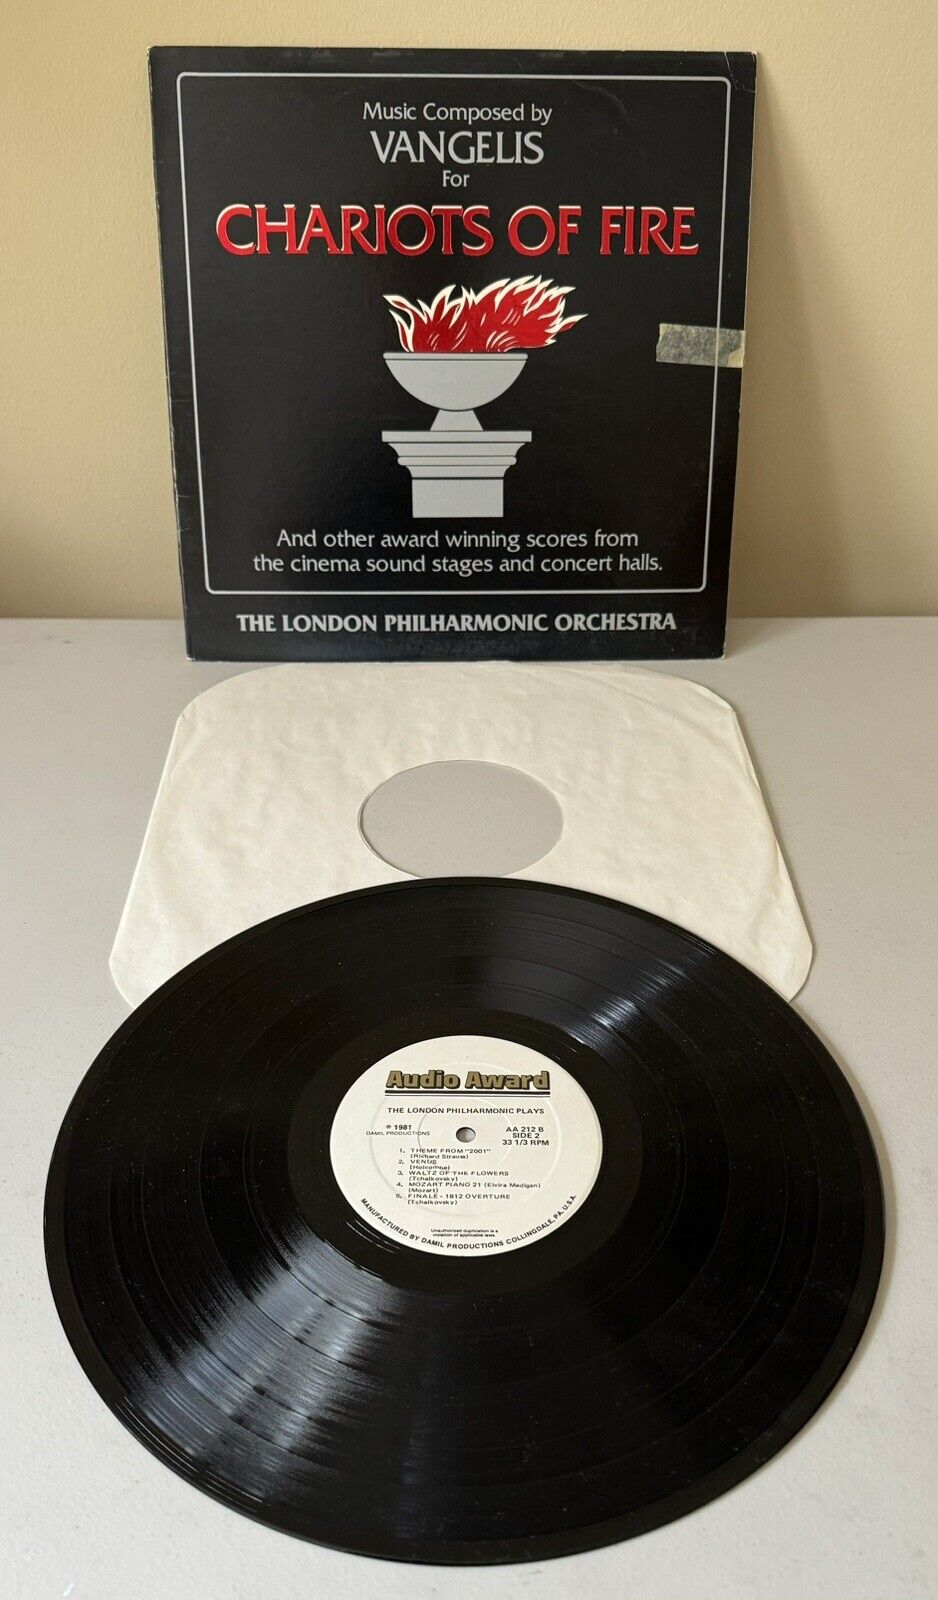 Music Composed by
VANGELIS
For
CHARIOTS OF FIRE
And other award winning scores from
the cinema sound stages and concert halls.
THE LONDON PHILHARMONIC ORCHESTRA
Audio Award
THE LONDON PHILHARMONIC PLAYS
℗ 1981
DAMIL PRODUCTIONS
AA 212 B
SIDE 2
33 1/3 RPM
1. THEME FROM "2001"
(Richard Strauss)
2. VENUS
(Holcombe)
3. WALTZ OF THE FLOWERS
(Tchaikovsky)
4. MOZART PIANO 21 (Elvira Madigan)
(Mozart)
5. FINALE - 1812 OVERTURE
(Tchaikovsky)
Unauthorized duplication is a
violation of applicable laws
MANUFACTURED BY DAMIL PRODUCTIONS COLLINGDALE, PA. U.S.A.